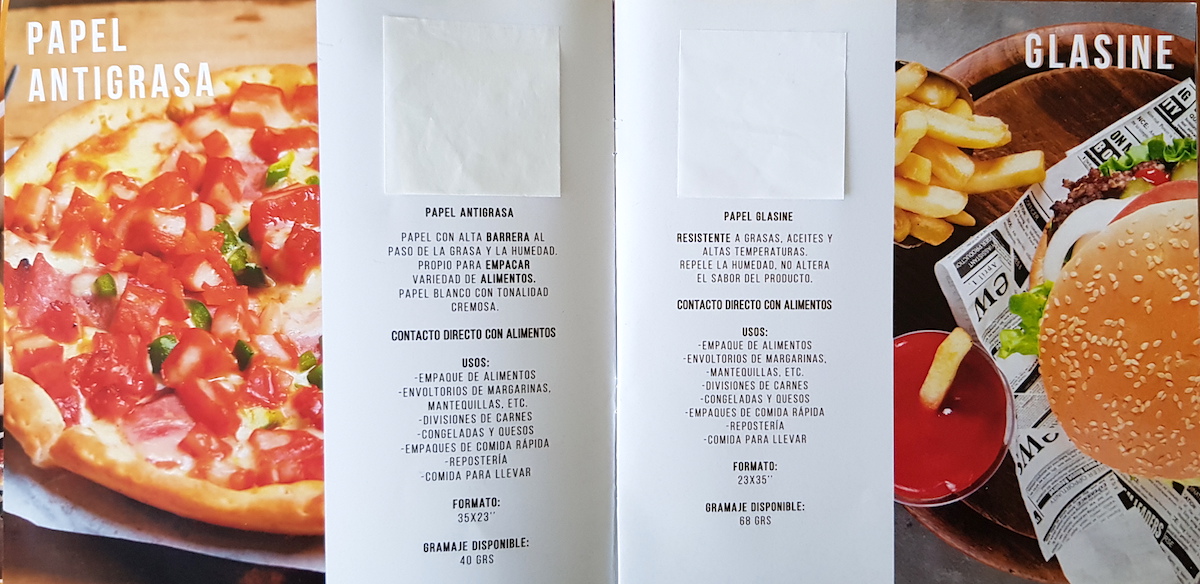 PAPEL
ANTIGRASA
PAPEL ANTIGRASA
PAPEL CON ALTA BARRERA AL
PASO DE LA GRASA Y LA HUMEDAD.
PROPIO PARA EMPACAR
VARIEDAD DE ALIMENTOS.
PAPEL BLANCO CON TONALIDAD
CREMOSA.
CONTACTO DIRECTO CON ALIMENTOS
USOS:
-EMPAQUE DE ALIMENTOS
-ENVOLTORIOS DE MARGARINAS,
MANTEQUILLAS, ETC.
-DIVISIONES DE CARNES
-CONGELADAS Y QUESOS
-EMPAQUES DE COMIDA RÁPIDA
-REPOSTERÍA
-COMIDA PARA LLEVAR
FORMATO:
35X23''
GRAMAJE DISPONIBLE:
40 GRS
PAPEL GLASINE
RESISTENTE A GRASAS, ACEITES Y
ALTAS TEMPERATURAS.
REPELE LA HUMEDAD, NO ALTERA
EL SABOR DEL PRODUCTO.
CONTACTO DIRECTO CON ALIMENTOS
USOS:
-EMPAQUE DE ALIMENTOS
-ENVOLTORIOS DE MARGARINAS,
-MANTEQUILLAS, ETC.
-DIVISIONES DE CARNES
-CONGELADAS Y QUESOS
-EMPAQUES DE COMIDA RÁPIDA
-REPOSTERÍA
-COMIDA PARA LLEVAR
FORMATO:
23X35''
GRAMAJE DISPONIBLE:
68 GRS
GLASINE